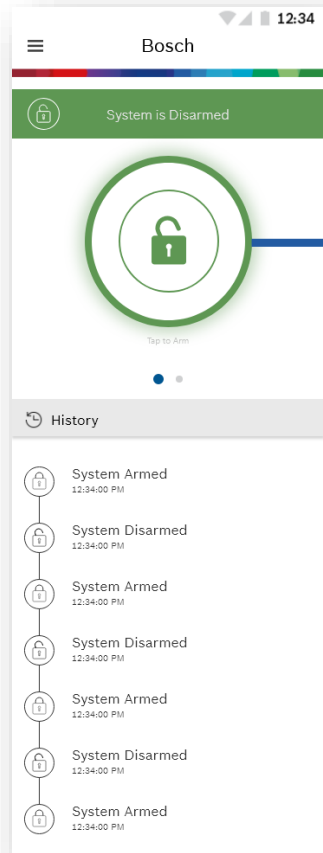 12:34
Bosch
System is Disarmed
Tap to Arm
History
System Armed
12:34:00 PM
System Disarmed
12:34:00 PM
System Armed
12:34:00 PM
System Disarmed
12:34:00 PM
System Armed
12:34:00 PM
System Disarmed
12:34:00 PM
System Armed
12:34:00 PM